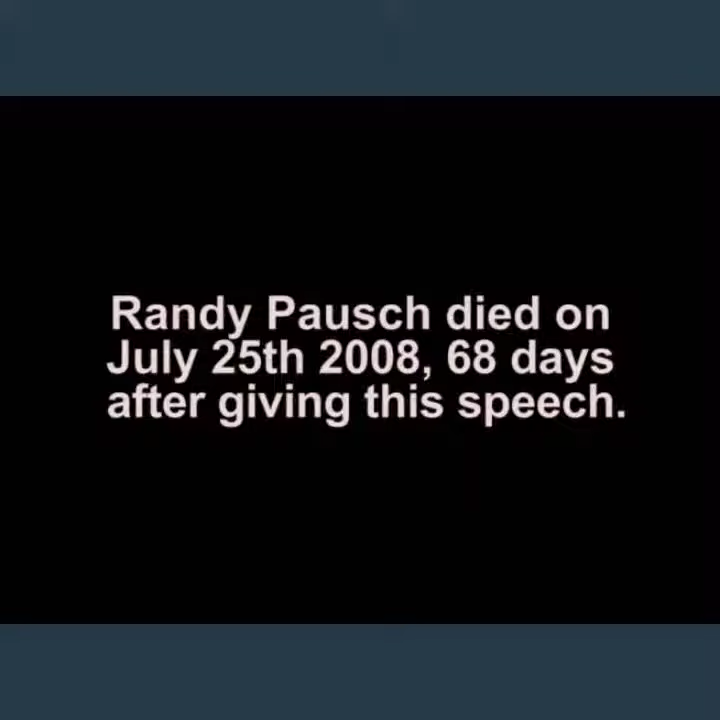 Randy Pausch died on
July 25th 2008, 68 days
after giving this speech.